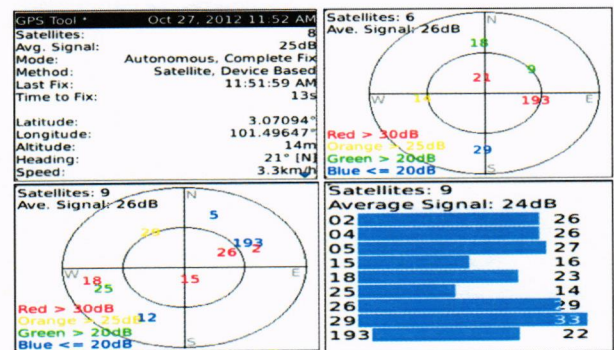 GPS Tool * Oct 27, 2012 11:52 AM
Satellites: 8
Avg. Signal: 25dB
Mode: Autonomous, Complete Fix
Method: Satellite, Device Based
Last Fix: 11:51:59 AM
Time to Fix: 13s
Latitude: 3.07094°
Longitude: 101.49647°
Altitude: 14m
Heading: 21° [N]
Speed: 3.3km/h
Satellites: 6
Ave. Signal: 26dB
N
18
9
21
W
14
193
E
Red > 30dB
Orange > 25dB
Green > 20dB
29
Blue <= 20dB
S
Satellites: 9
Ave. Signal: 26dB
N
5
193
26
2
W
18
15
E
25
Red > 30dB
Orange > 25dB
12
Green > 20dB
Blue <= 20dB
S
Satellites: 9
Average Signal: 24dB
02 26
04 26
05 27
15 16
18 23
25 14
26 29
29 33
193 22